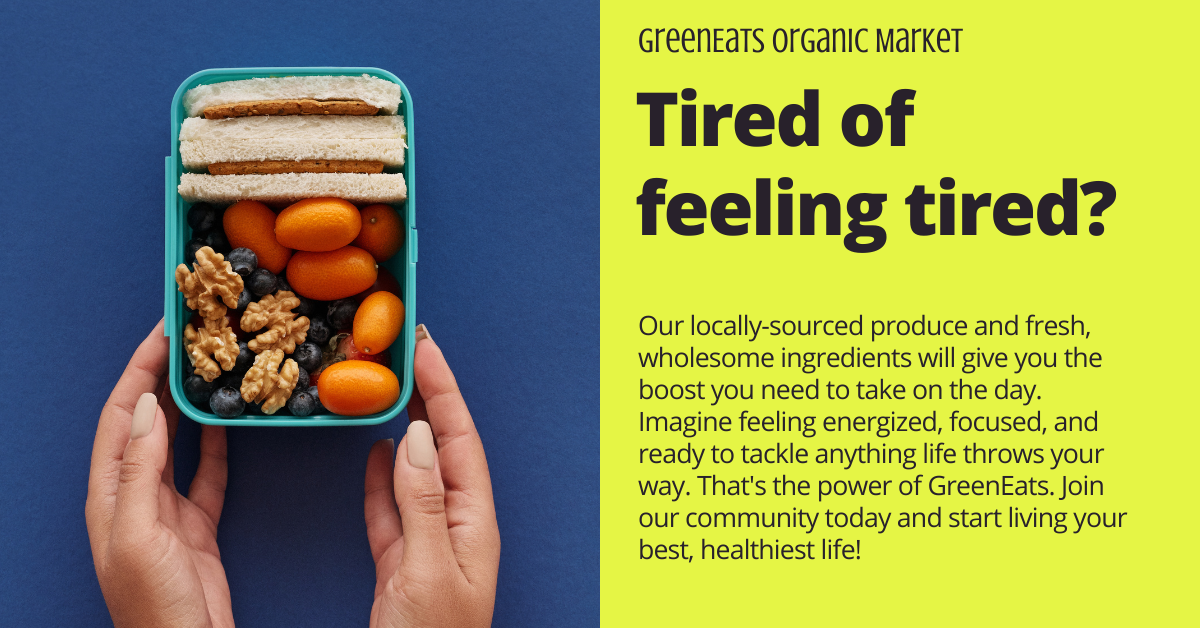 GreenEats Organic Market
Tired of
feeling tired?
Our locally-sourced produce and fresh,
wholesome ingredients will give you the
boost you need to take on the day.
Imagine feeling energized, focused, and
ready to tackle anything life throws your
way. That's the power of GreenEats. Join
our community today and start living your
best, healthiest life!